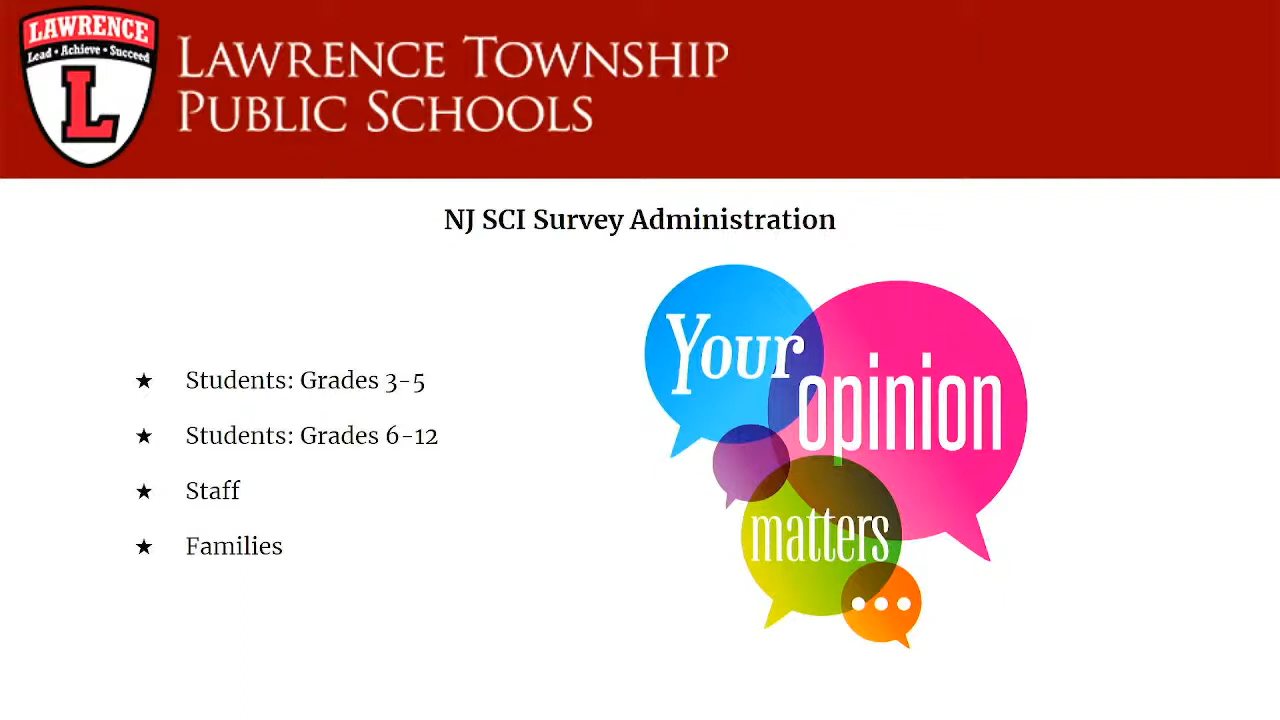 LAWRENCE
Lead • Achieve • Succeed
L
LAWRENCE TOWNSHIP
PUBLIC SCHOOLS
NJ SCI Survey Administration
★ Students: Grades 3-5
★ Students: Grades 6-12
★ Staff
★ Families
Your
opinion
matters
...